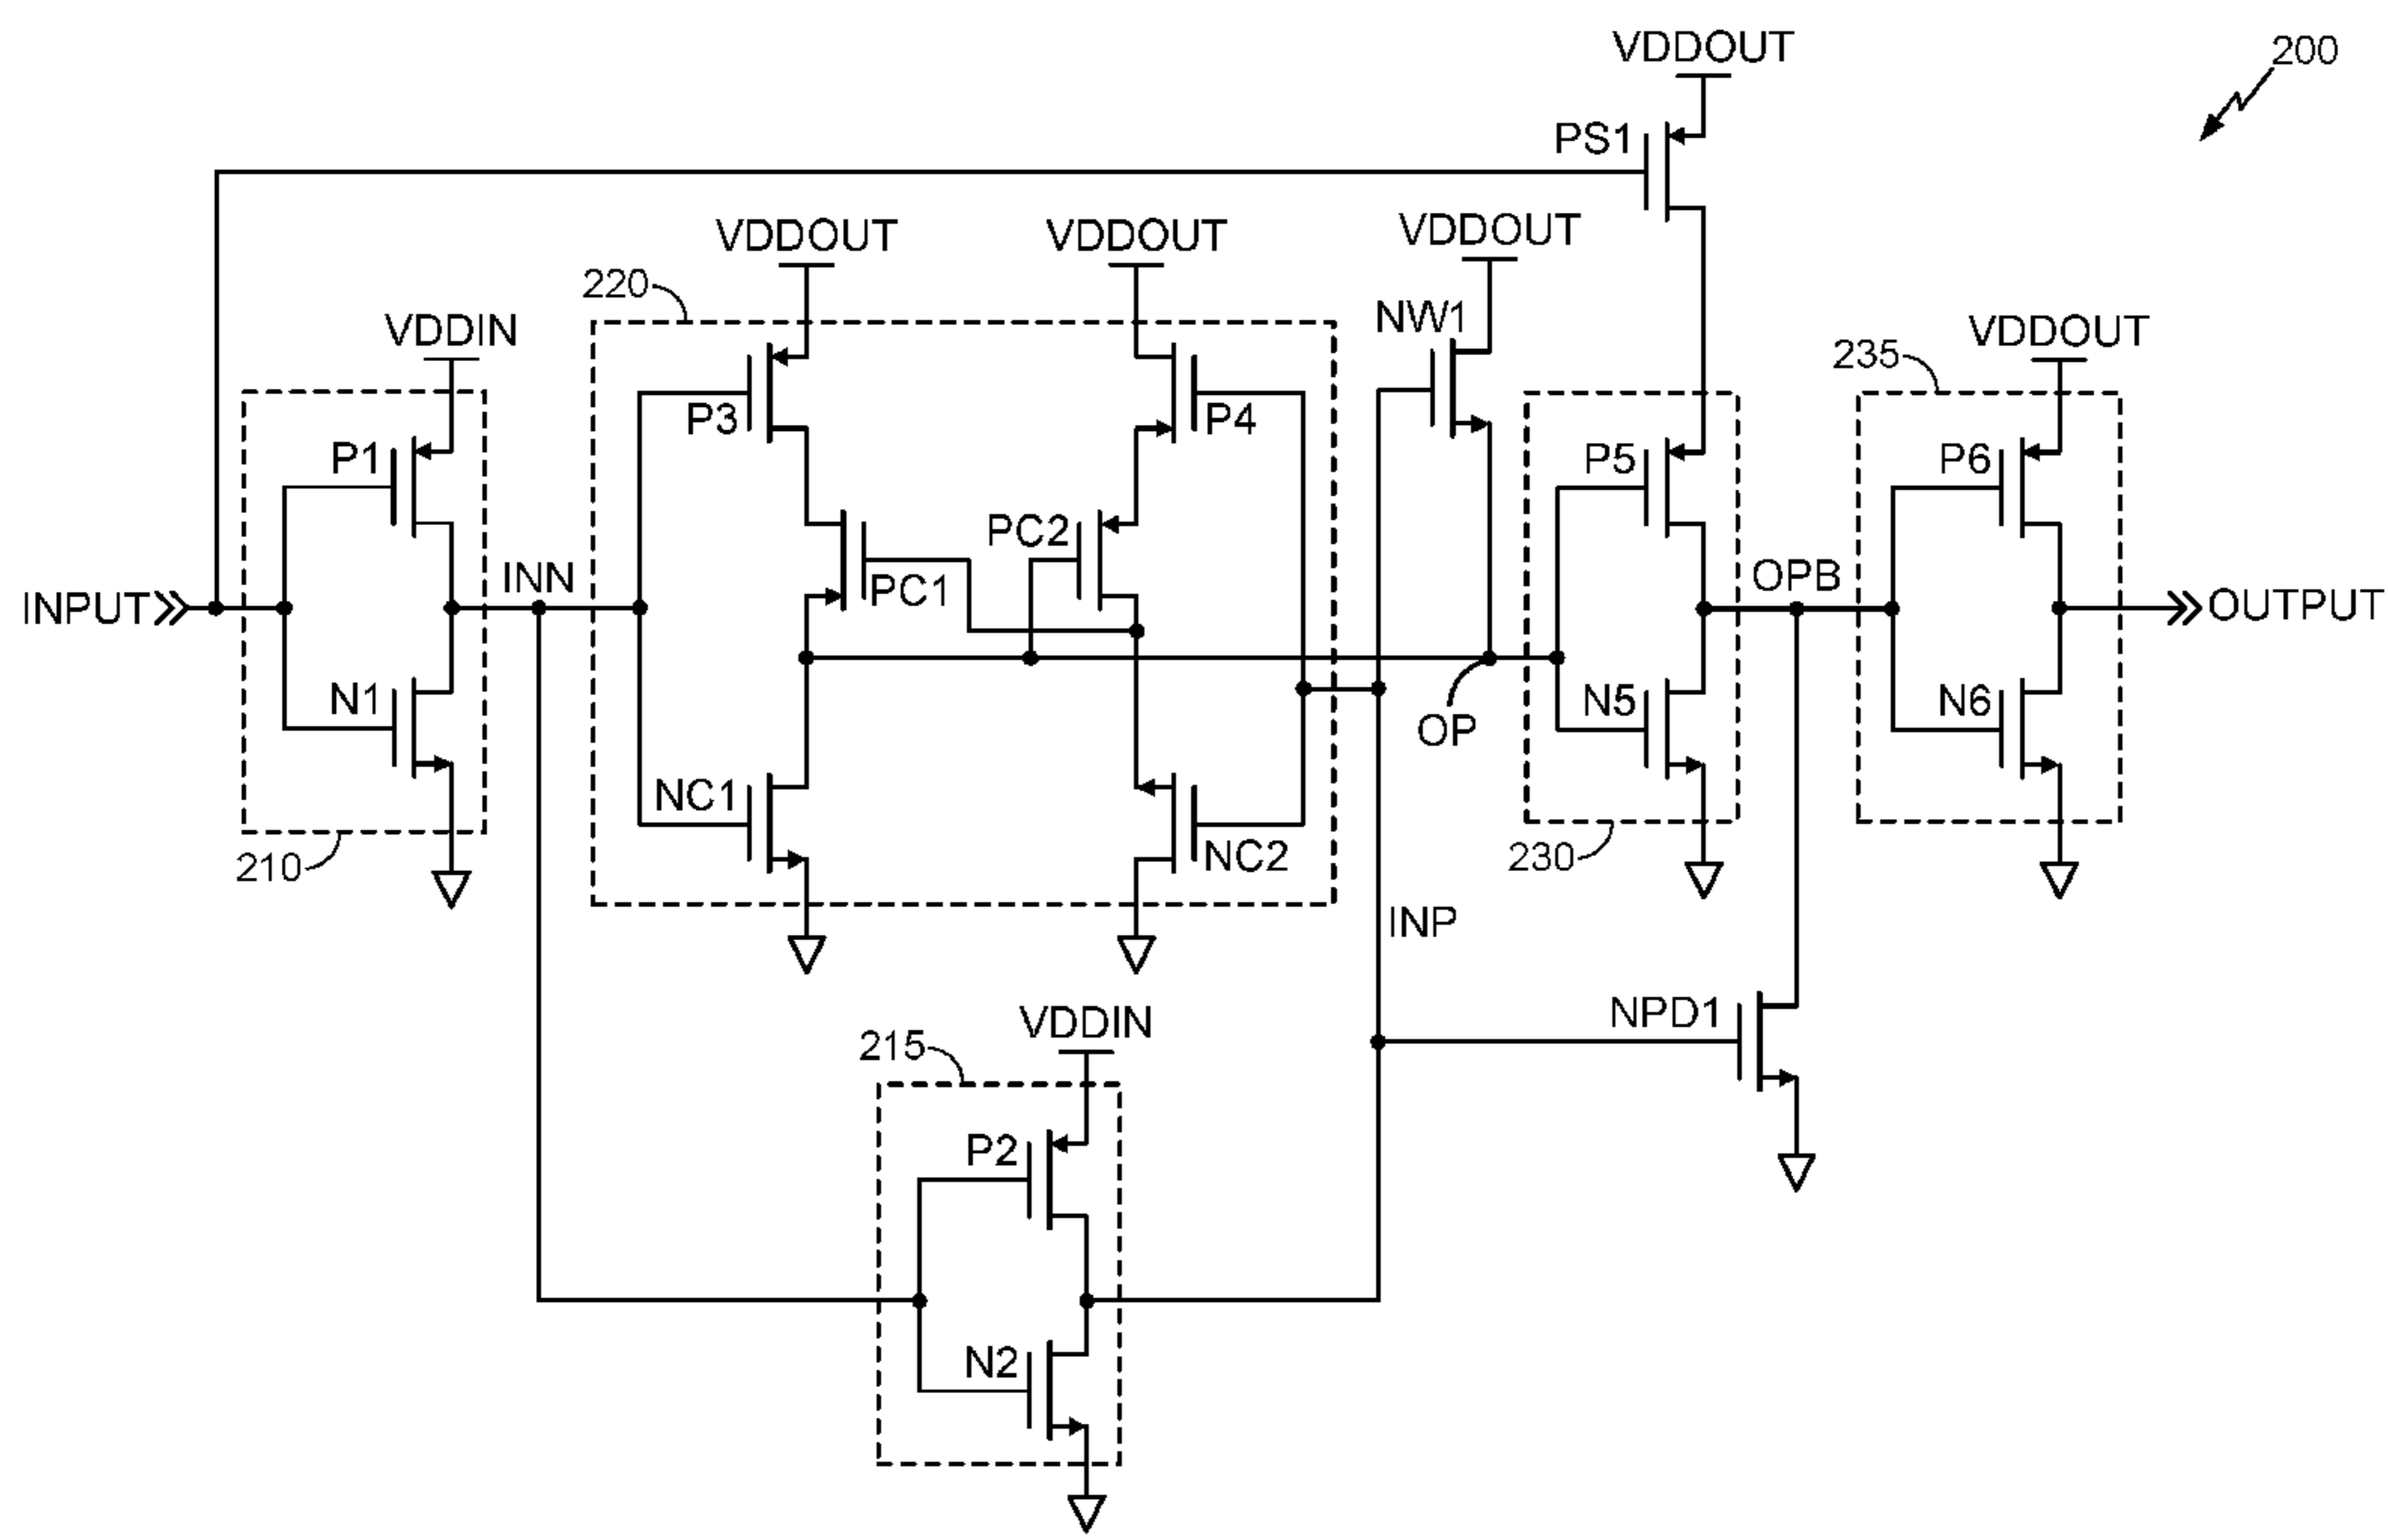 VDDOUT
200
PS1
VDDOUT
VDDOUT
VDDOUT
220
NW1
VDDIN
VDDOUT
235
P3
P4
P1
P5
P6
PC2
INN
PC1
OPB
INPUT
OUTPUT
N1
OP
N5
N6
NC1
NC2
210
230
INP
NPD1
VDDIN
215
P2
N2